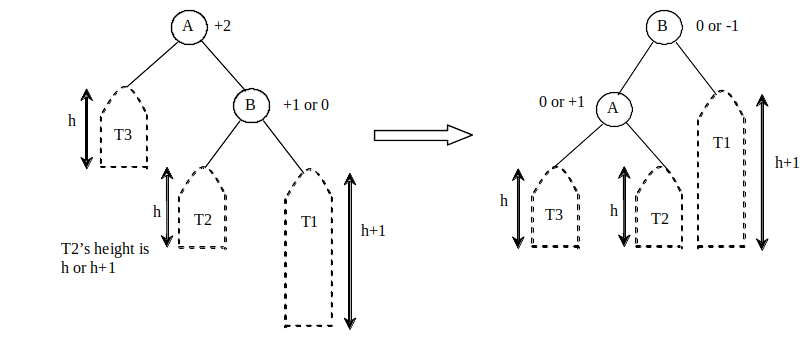 A +2
B 0 or -1
h
T3
B +1 or 0
0 or +1 A
T1
h+1
h
T2
T1
h+1
h
T3
h
T2
T2’s height is
h or h+1